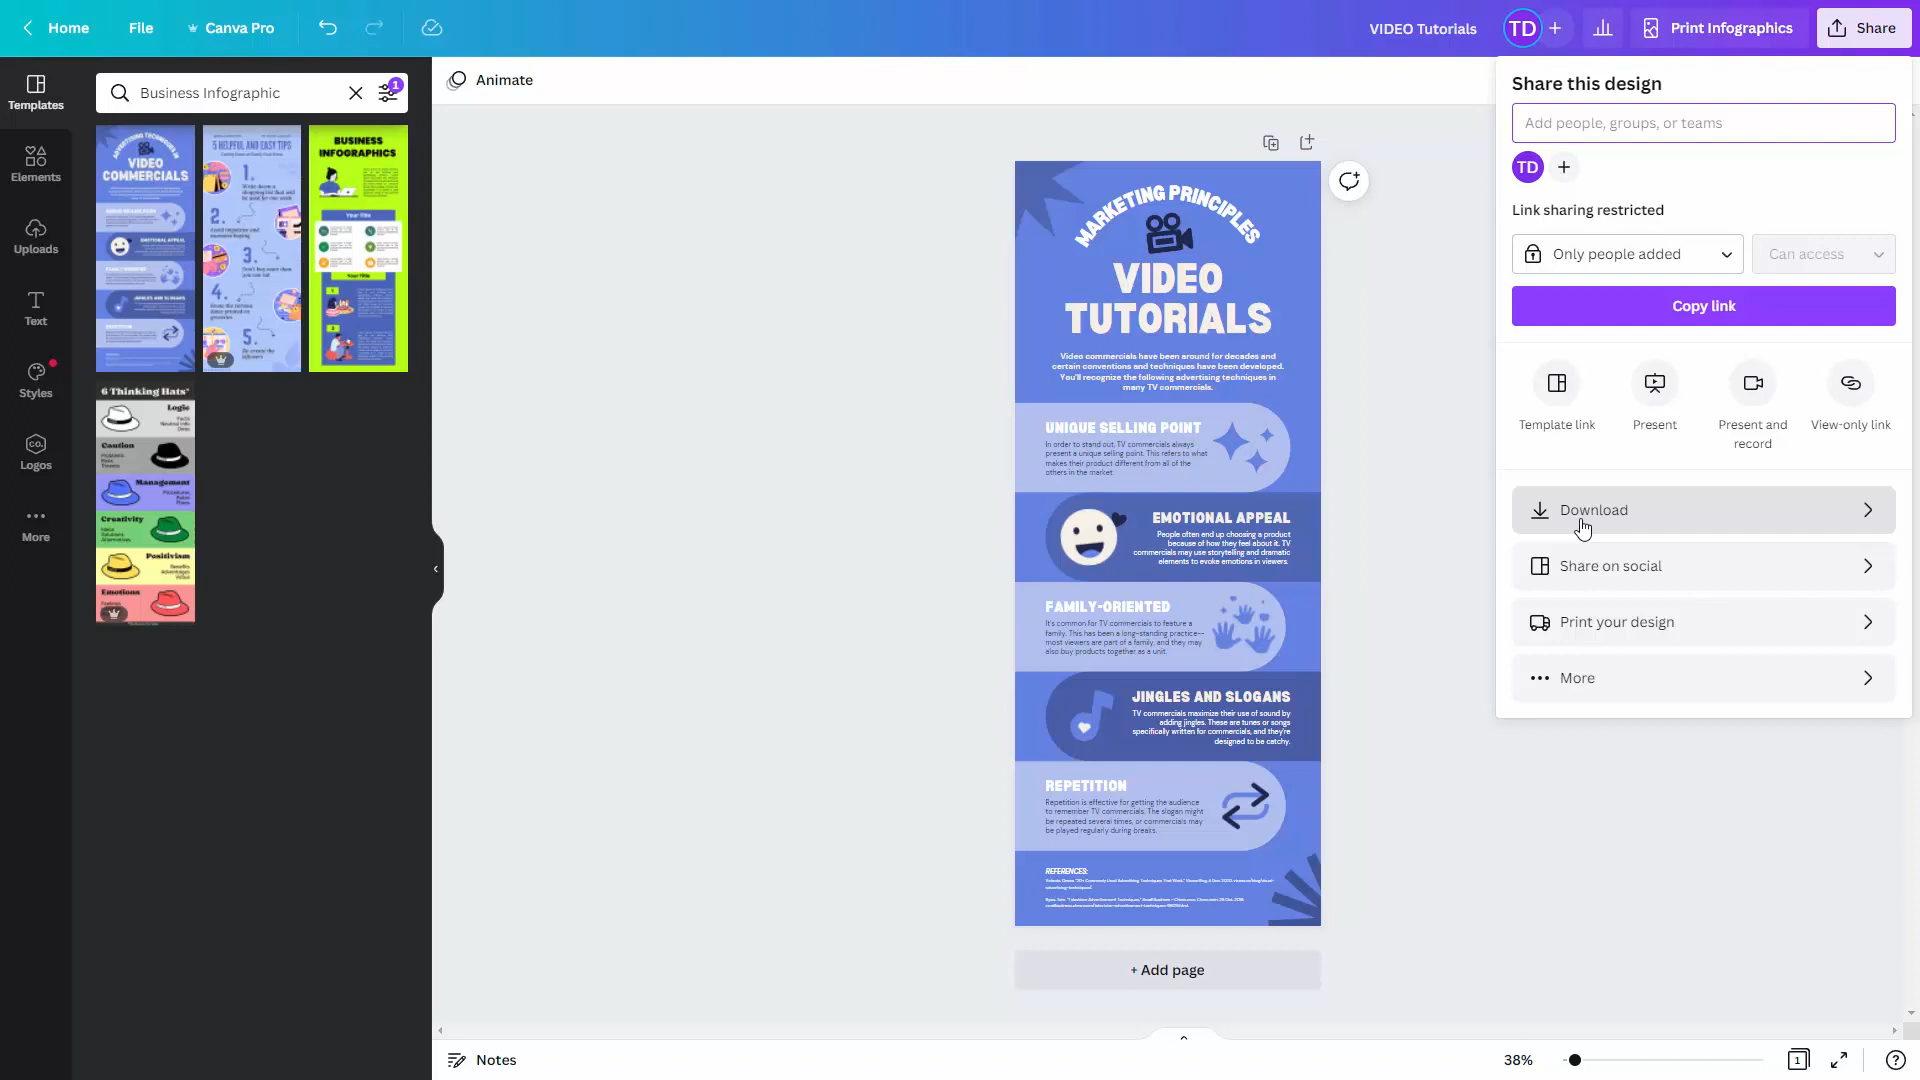 Home
File
Canva Pro
VIDEO Tutorials
TD
Print Infographics
Share
Templates
Elements
Uploads
Text
Styles
CO.
Logos
More
Business Infographic
1
VIDEO
COMMERCIALS
5 HELPFUL AND EASY TIPS
1.
2.
3.
4.
5.
BUSINESS
INFOGRAPHICS
Your Title
Your Title
6 Thinking Hats
Logic
Caution
Management
Creativity
Positivism
Emotions
Animate
MARKETING PRINCIPLES
VIDEO
TUTORIALS
Video commercials have been around for decades and
certain conventions and techniques have been developed.
You'll recognize the following advertising techniques in
many TV commercials.
UNIQUE SELLING POINT
In order to stand out, TV commercials always
present a unique selling point. This refers to what
makes their product different from all of the
others in the market
EMOTIONAL APPEAL
People often end up choosing a product
because of how they feel about it. TV
commercials may use storytelling and dramatic
elements to evoke emotions in viewers.
FAMILY-ORIENTED
It's common for TV commercials to feature a
family. This has been a long-standing practice--
most viewers are part of a family, and they may
also buy products together as a unit.
JINGLES AND SLOGANS
TV commercials maximize their use of sound by
adding jingles. These are tunes or songs
specifically written for commercials, and they're
designed to be catchy.
REPETITION
Repetition is effective for getting the audience
to remember TV commercials. The slogan might
be repeated several times, or commercials may
be played regularly during breaks.
REFERENCES:
+ Add page
Share this design
Add people, groups, or teams
TD
Link sharing restricted
Only people added
Can access
Copy link
Template link
Present
Present and
record
View-only link
Download
Share on social
Print your design
More
Notes
38%
1